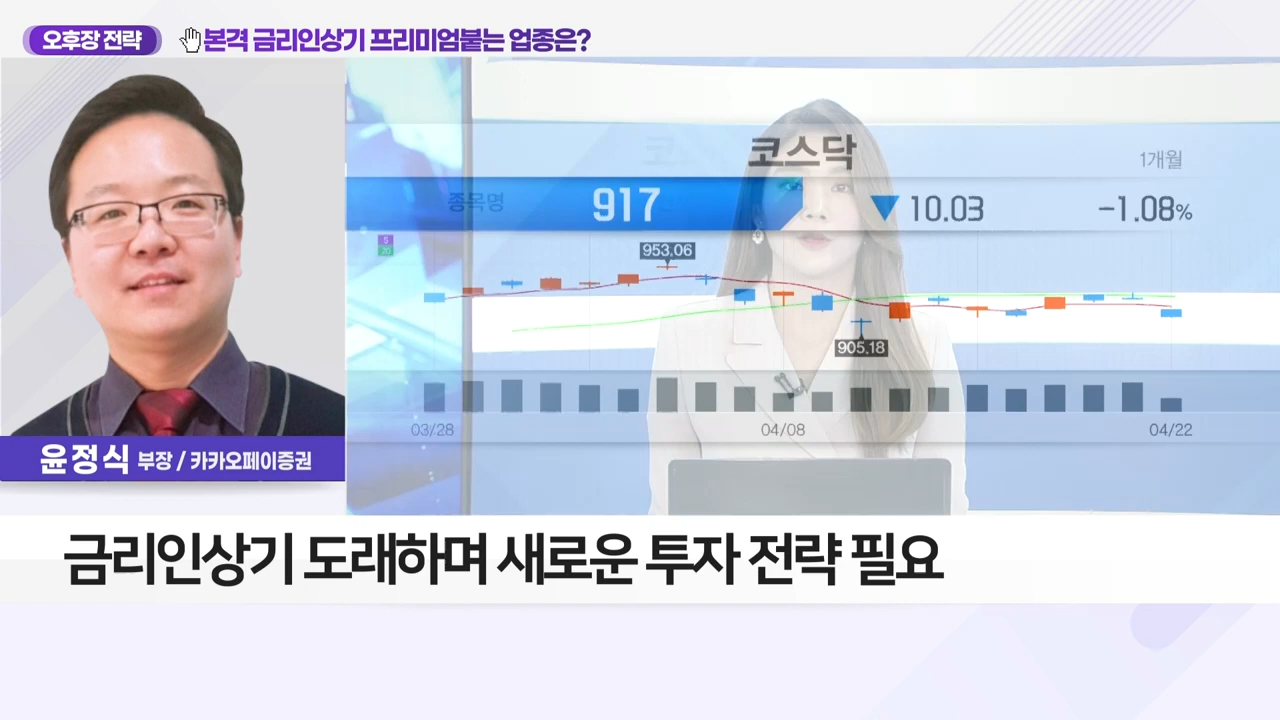 오후장 전략
본격 금리인상기 프리미엄붙는 업종은?
코스닥
1개월
종목명
917
▼ 10.03
-1.08%
5
20
953.06
905.18
03/28
04/08
04/22
윤정식 부장 / 카카오페이증권
금리인상기 도래하며 새로운 투자 전략 필요